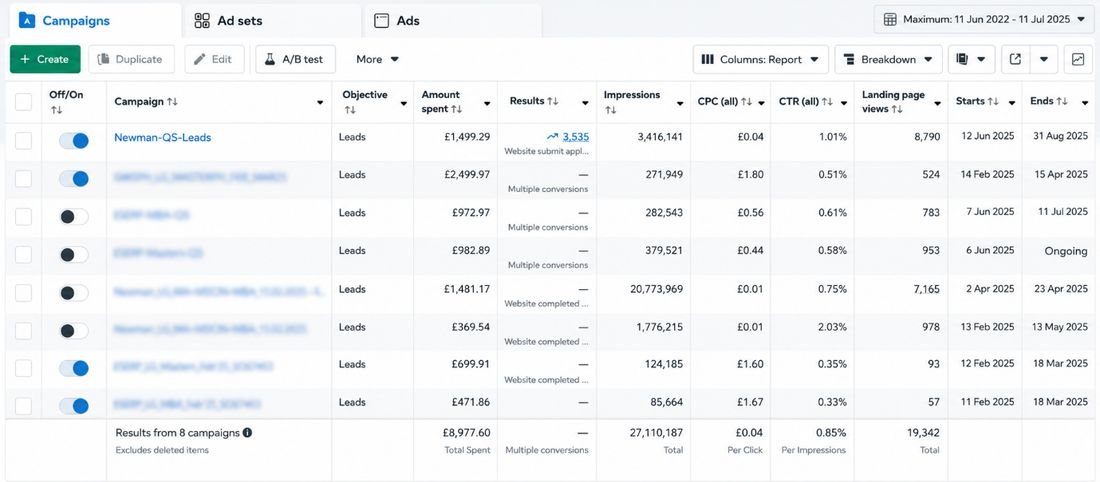 Campaigns
Ad sets
Ads
Maximum: 11 Jun 2022 - 11 Jul 2025
+ Create
Duplicate
Edit
A/B test
More
Columns: Report
Breakdown
Off/On
Campaign
Objective
Amount spent
Results
Impressions
CPC (all)
CTR (all)
Landing page views
Starts
Ends
Newman-QS-Leads Leads £1,499.29 3,535 3,416,141 £0.04 1.01% 8,790 12 Jun 2025 31 Aug 2025
Website submit appl...
Leads £2,499.97 — 271,949 £1.80 0.51% 524 14 Feb 2025 15 Apr 2025
Multiple conversions
Leads £972.97 — 282,543 £0.56 0.61% 783 7 Jun 2025 11 Jul 2025
Multiple conversions
Leads £982.89 — 379,521 £0.44 0.58% 953 6 Jun 2025 Ongoing
Multiple conversions
Leads £1,481.17 — 20,773,969 £0.01 0.75% 7,165 2 Apr 2025 23 Apr 2025
Website completed ...
Leads £369.54 — 1,776,215 £0.01 2.03% 978 13 Feb 2025 13 May 2025
Website completed ...
Leads £699.91 — 124,185 £1.60 0.35% 93 12 Feb 2025 18 Mar 2025
Website completed ...
Leads £471.86 — 85,664 £1.67 0.33% 57 11 Feb 2025 18 Mar 2025
Results from 8 campaigns £8,977.60 — 27,110,187 £0.04 0.85% 19,342
Excludes deleted items Total Spent Multiple conversions Total Per Click Per Impressions Total